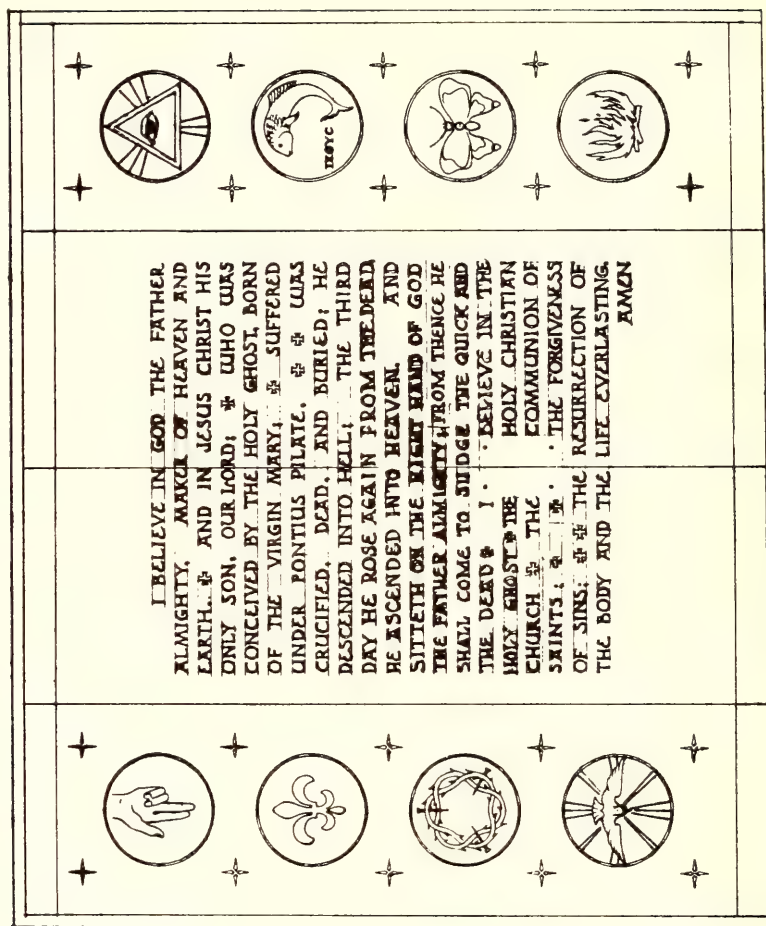 I BELIEVE IN GOD THE FATHER
ALMIGHTY, MAKER OF HEAVEN AND
EARTH. ✠ AND IN JESUS CHRIST HIS
ONLY SON, OUR LORD; ✠ WHO WAS
CONCEIVED BY THE HOLY GHOST, BORN
OF THE VIRGIN MARY; ✠ SUFFERED
UNDER PONTIUS PILATE, ✠ ✠ WAS
CRUCIFIED, DEAD, AND BURIED; HE
DESCENDED INTO HELL; THE THIRD
DAY HE ROSE AGAIN FROM THE DEAD,
HE ASCENDED INTO HEAVEN, AND
SITTETH ON THE RIGHT HAND OF GOD
THE FATHER ALMIGHTY; FROM THENCE HE
SHALL COME TO JUDGE THE QUICK AND
THE DEAD ✠ I · · BELIEVE IN THE
HOLY GHOST ✠ THE HOLY CHRISTIAN
CHURCH ✠ THE COMMUNION OF
SAINTS; ✠ ✠ · · THE FORGIVENESS
OF SINS; ✠ ✠ THE RESURRECTION OF
THE BODY AND THE LIFE EVERLASTING.
AMEN
ΙΧΘΥC